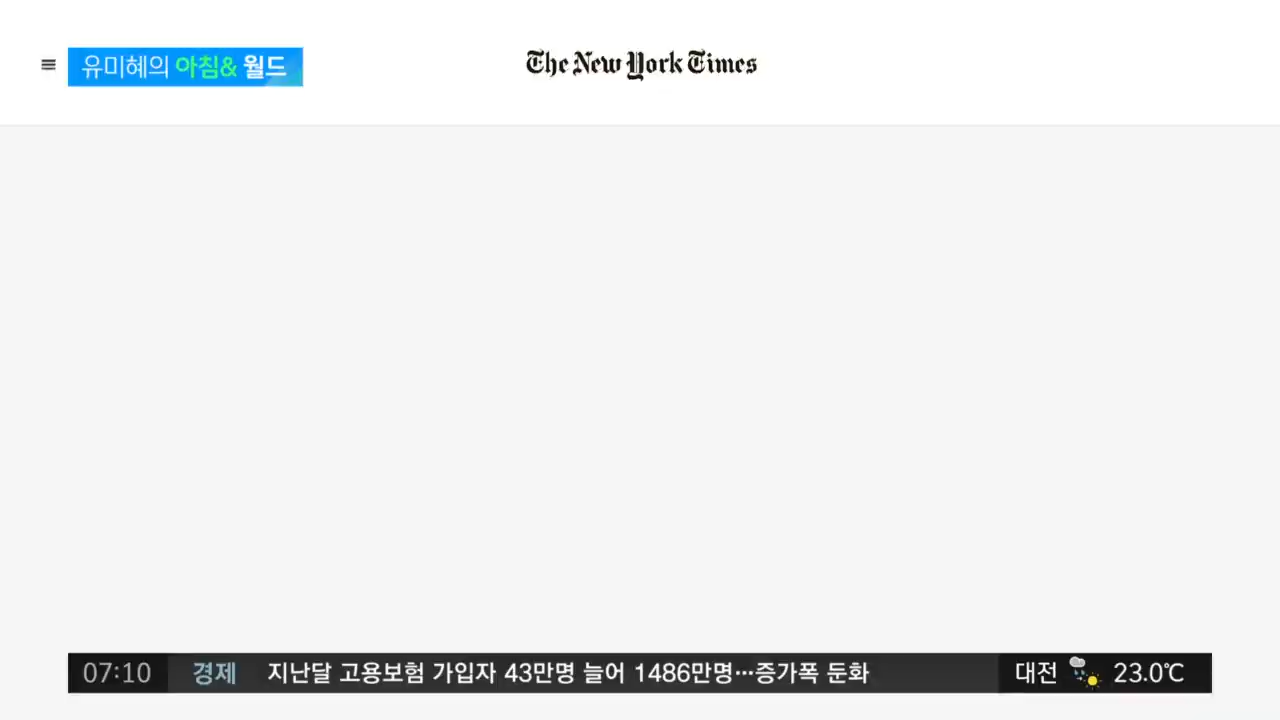 유미혜의 아침& 월드
The New York Times
07:10 경제 지난달 고용보험 가입자 43만명 늘어 1486만명…증가폭 둔화 대전 23.0℃